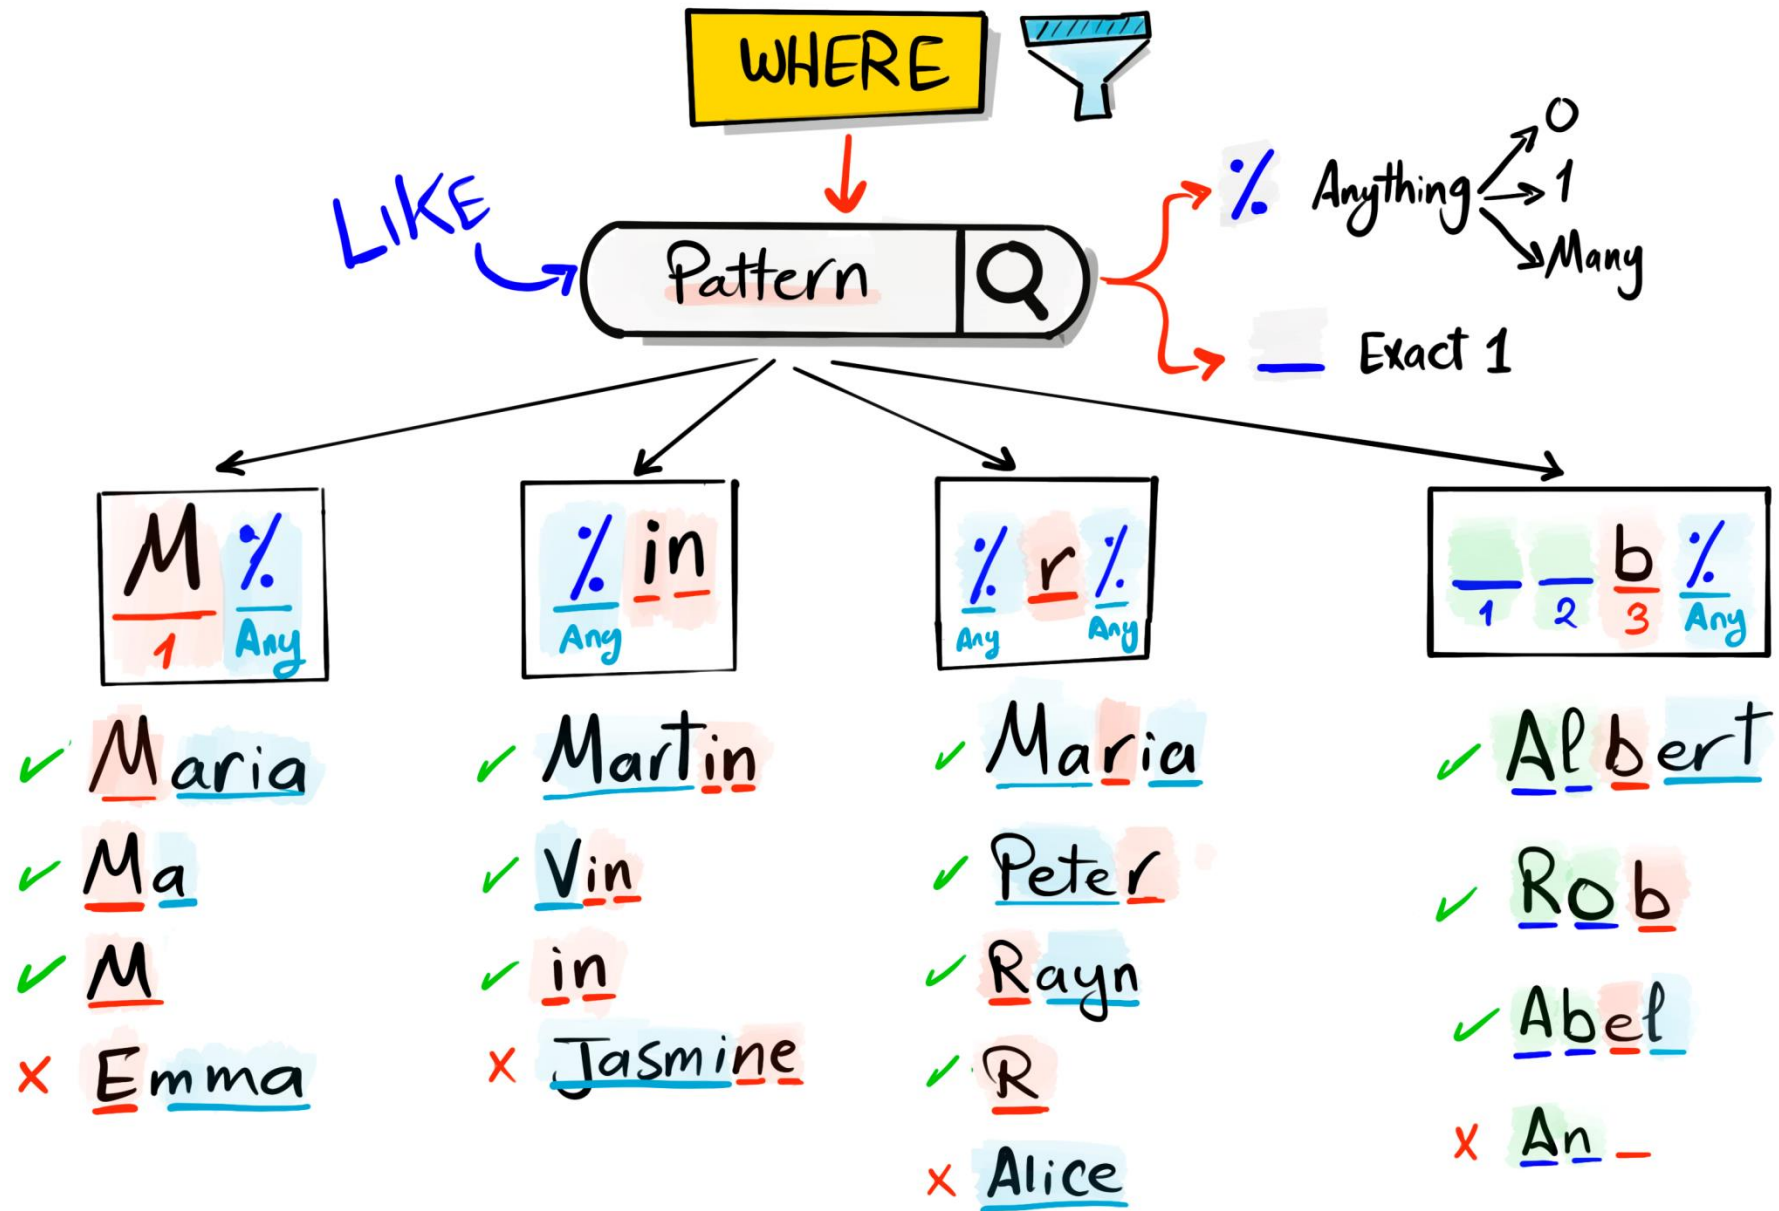 WHERE
LIKE
Pattern
% Anything
0
1
Many
_ Exact 1
M %
1 Any
Maria
Ma
M
Emma
% in
Any
Martin
Vin
in
Jasmine
% r %
Any Any
Maria
Peter
Rayn
R
Alice
_ _ b %
1 2 3 Any
Albert
Rob
Abel
An _